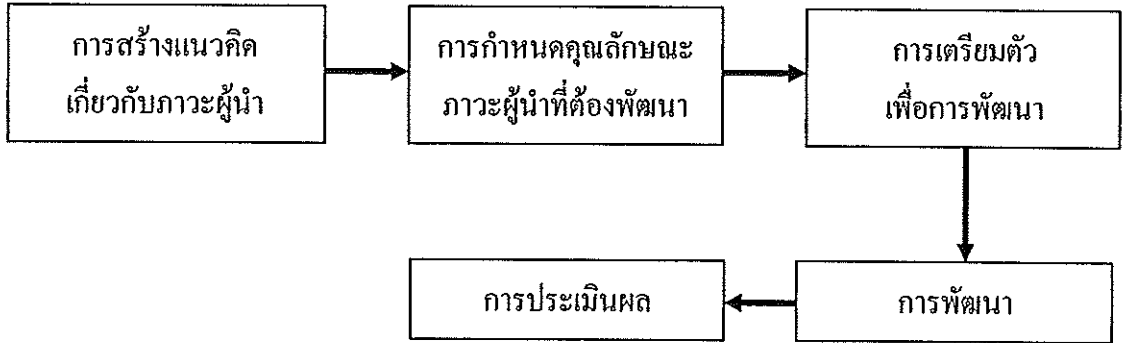 การสร้างแนวคิด
เกี่ยวกับภาวะผู้นำ
การกำหนดคุณลักษณะ
ภาวะผู้นำที่ต้องพัฒนา
การเตรียมตัว
เพื่อการพัฒนา
การพัฒนา
การประเมินผล